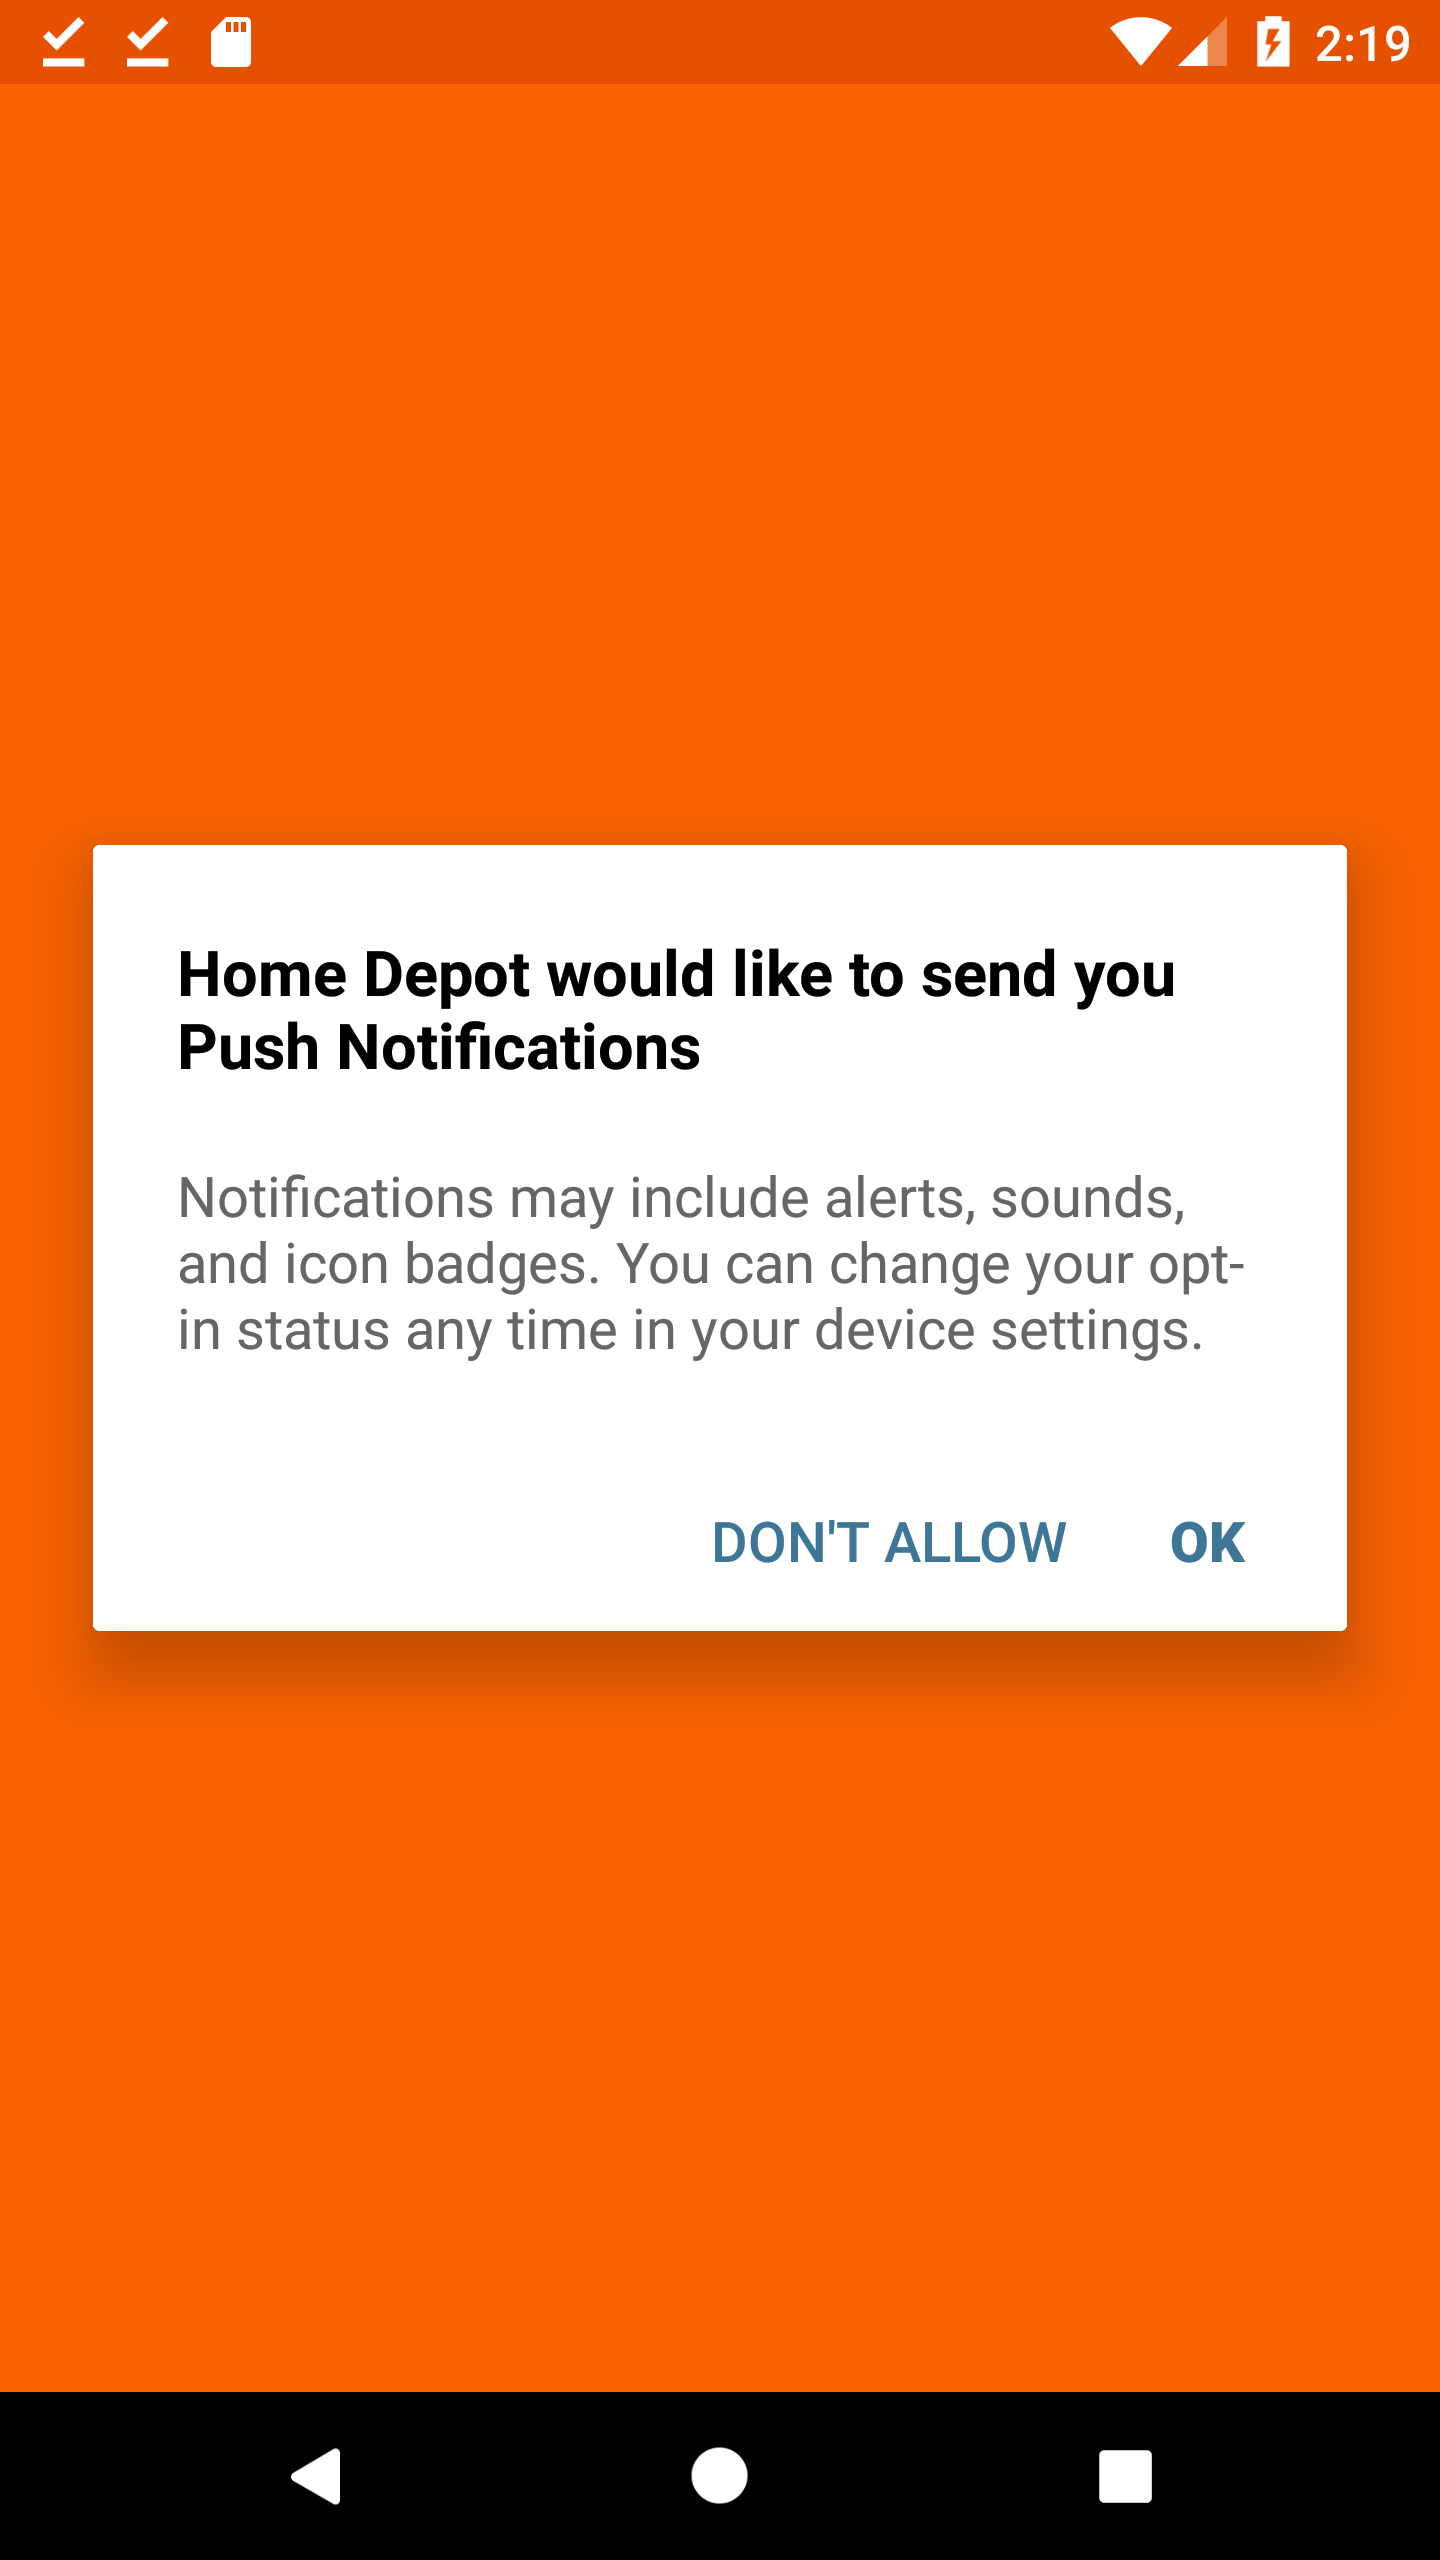 2:19
Home Depot would like to send you
Push Notifications
Notifications may include alerts, sounds,
and icon badges. You can change your opt-
in status any time in your device settings.
DON'T ALLOW OK